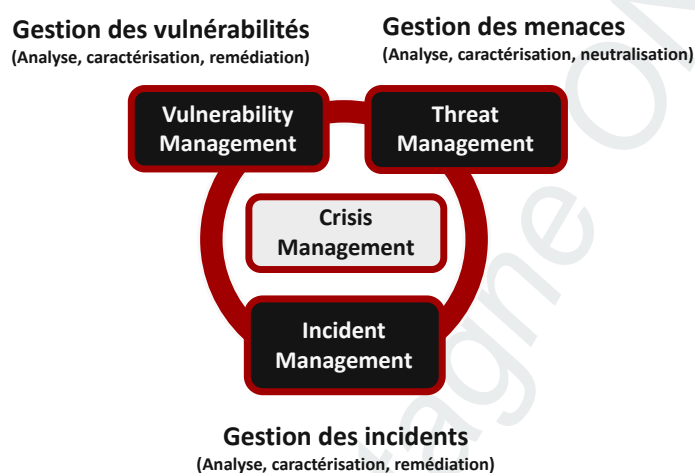 Gestion des vulnérabilités
(Analyse, caractérisation, remédiation)
Gestion des menaces
(Analyse, caractérisation, neutralisation)
Vulnerability
Management
Threat
Management
Crisis
Management
Incident
Management
Gestion des incidents
(Analyse, caractérisation, remédiation)